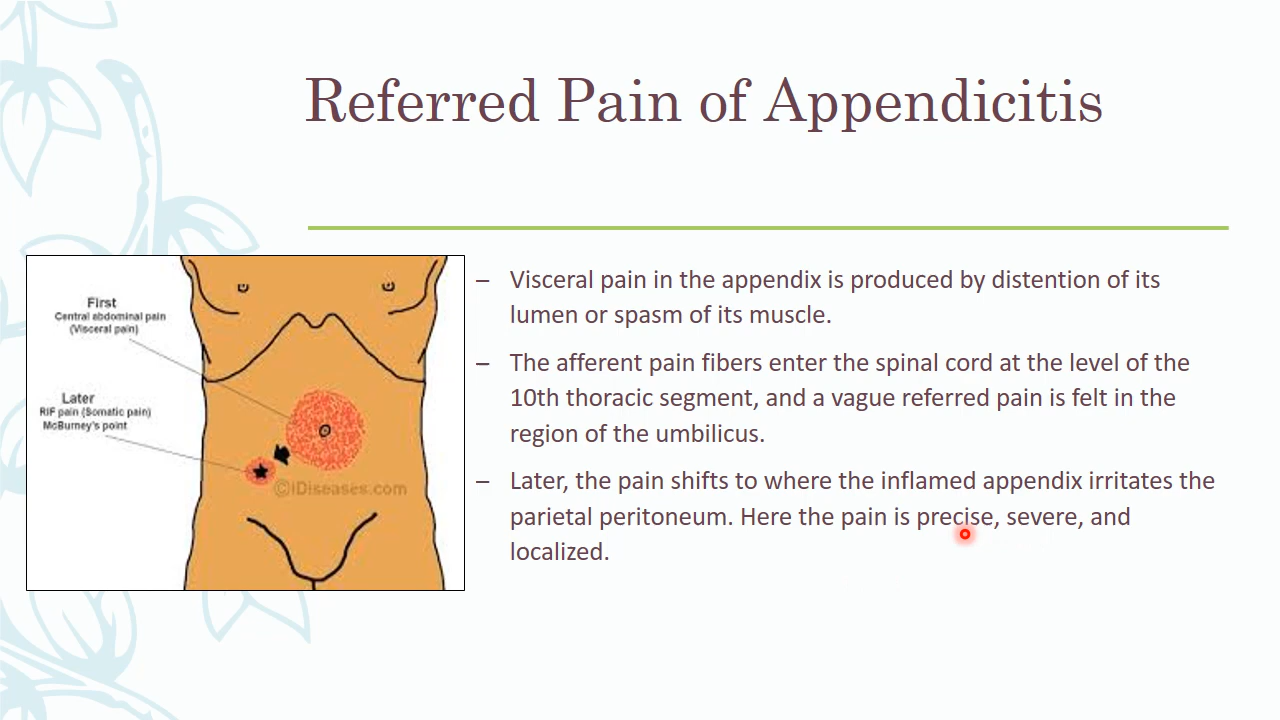 Referred Pain of Appendicitis
First
Central abdominal pain
(Visceral pain)
Later
RIF pain (Somatic pain)
McBurney's point
©iDiseases.com
– Visceral pain in the appendix is produced by distention of its
lumen or spasm of its muscle.
– The afferent pain fibers enter the spinal cord at the level of the
10th thoracic segment, and a vague referred pain is felt in the
region of the umbilicus.
– Later, the pain shifts to where the inflamed appendix irritates the
parietal peritoneum. Here the pain is precise, severe, and
localized.